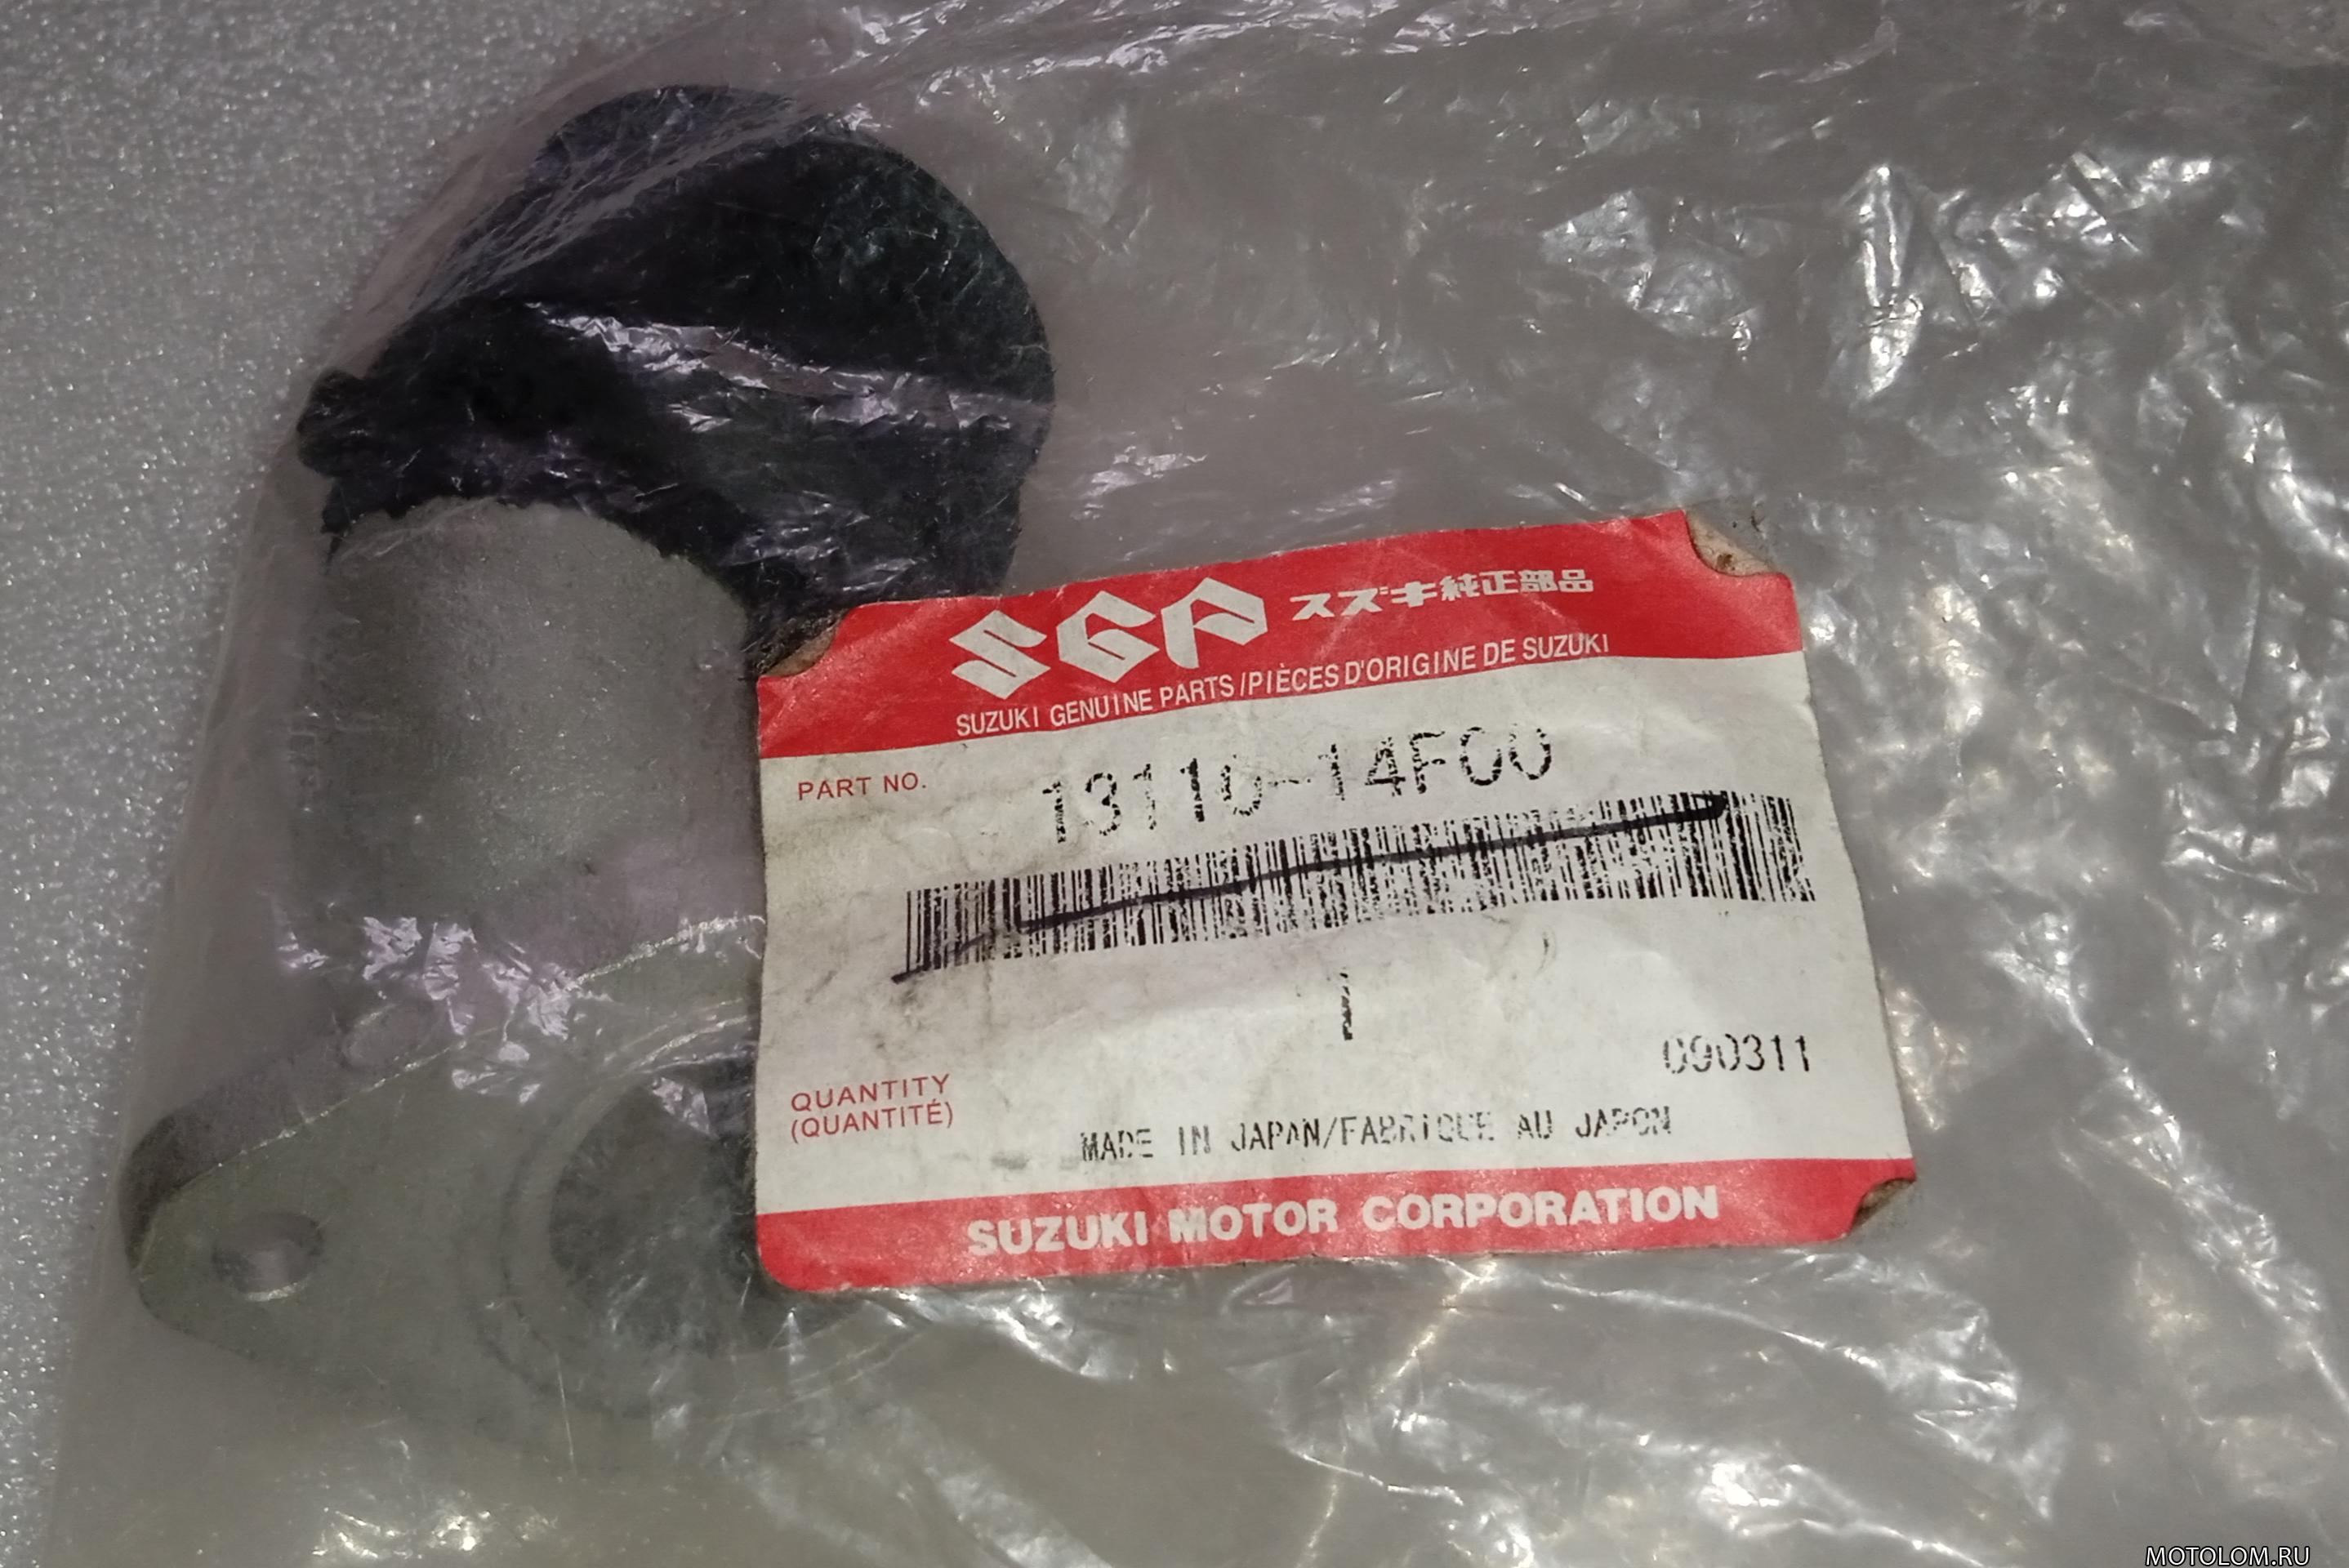 SGP スズキ純正部品
SUZUKI GENUINE PARTS/PIÈCES D'ORIGINE DE SUZUKI
PART NO. 13110-14F00
1
090311
QUANTITY
(QUANTITÉ)
MADE IN JAPAN/FABRIQUE AU JAPON
SUZUKI MOTOR CORPORATION
MOTOLOM.RU